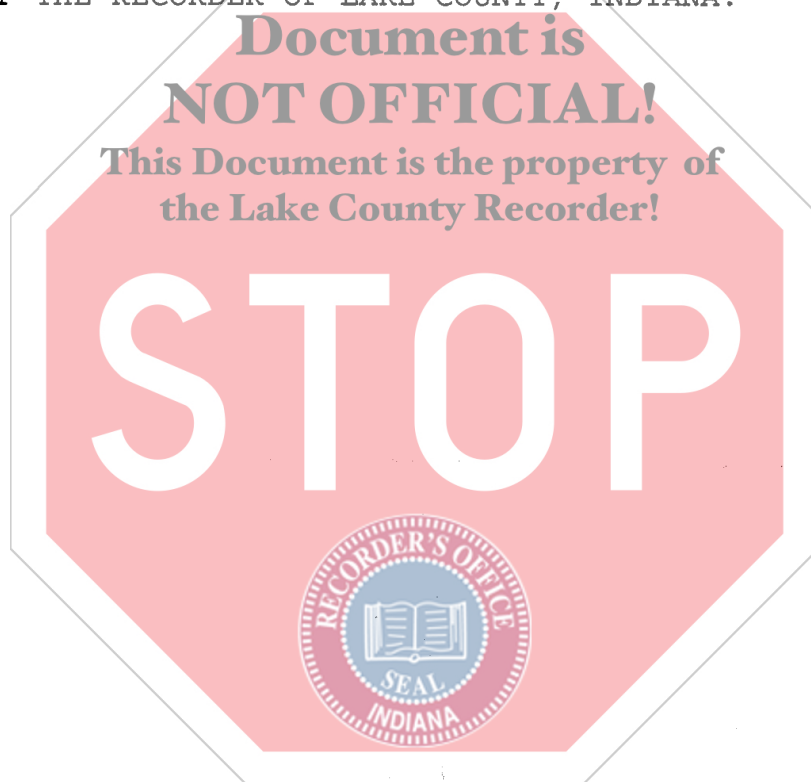 THE RECORDER OF LAKE COUNTY, INDIANA.
Document is
NOT OFFICIAL!
This Document is the property of
the Lake County Recorder!
STOP
RECORDER'S OFFICE
SEAL
INDIANA